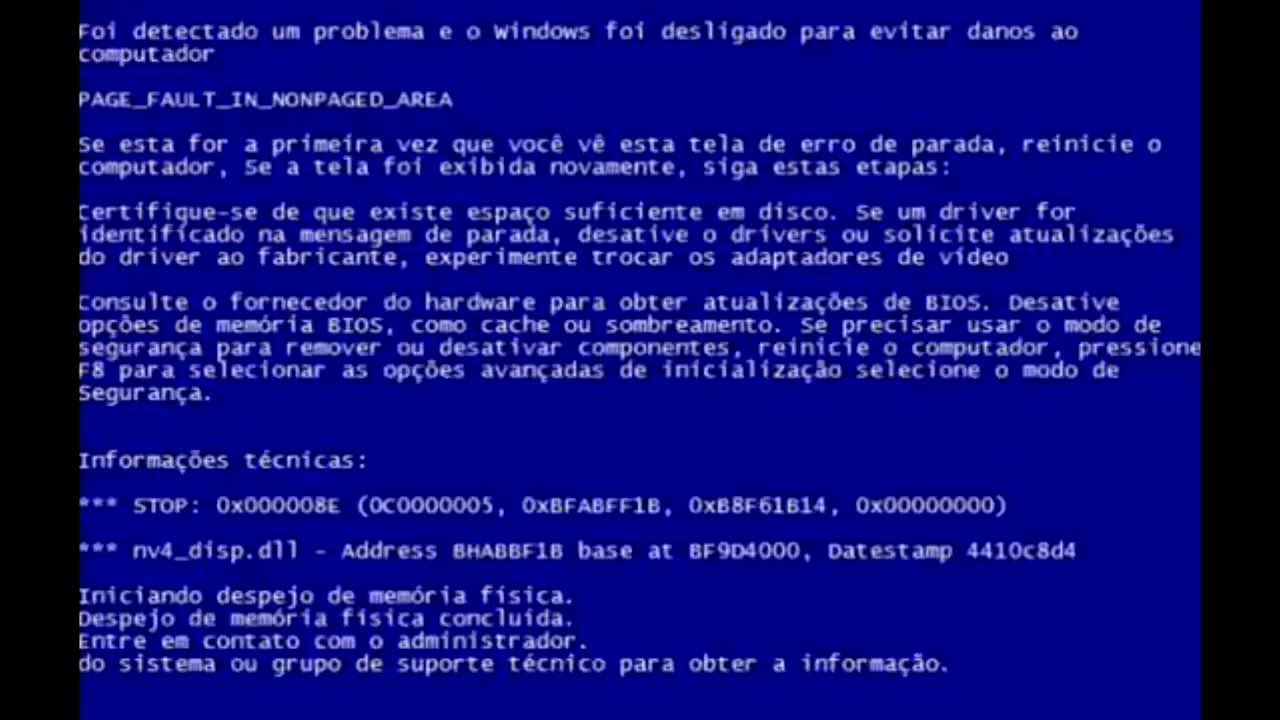 Foi detectado um problema e o Windows foi desligado para evitar danos ao
computador
PAGE_FAULT_IN_NONPAGED_AREA
Se esta for a primeira vez que você vê esta tela de erro de parada, reinicie o
computador, Se a tela foi exibida novamente, siga estas etapas:
Certifique-se de que existe espaço suficiente em disco. Se um driver for
identificado na mensagem de parada, desative o drivers ou solicite atualizações
do driver ao fabricante, experimente trocar os adaptadores de vídeo
Consulte o fornecedor do hardware para obter atualizações de BIOS. Desative
opções de memória BIOS, como cache ou sombreamento. Se precisar usar o modo de
segurança para remover ou desativar componentes, reinicie o computador, pressione
F8 para selecionar as opções avançadas de inicialização selecione o modo de
Segurança.
Informações técnicas:
*** STOP: 0x000008E (0C0000005, 0xBFABFF1B, 0xB8F61B14, 0x00000000)
*** nv4_disp.dll - Address BHABBF1B base at BF9D4000, Datestamp 4410c8d4
Iniciando despejo de memória física.
Despejo de memória física concluída.
Entre em contato com o administrador.
do sistema ou grupo de suporte técnico para obter a informação.